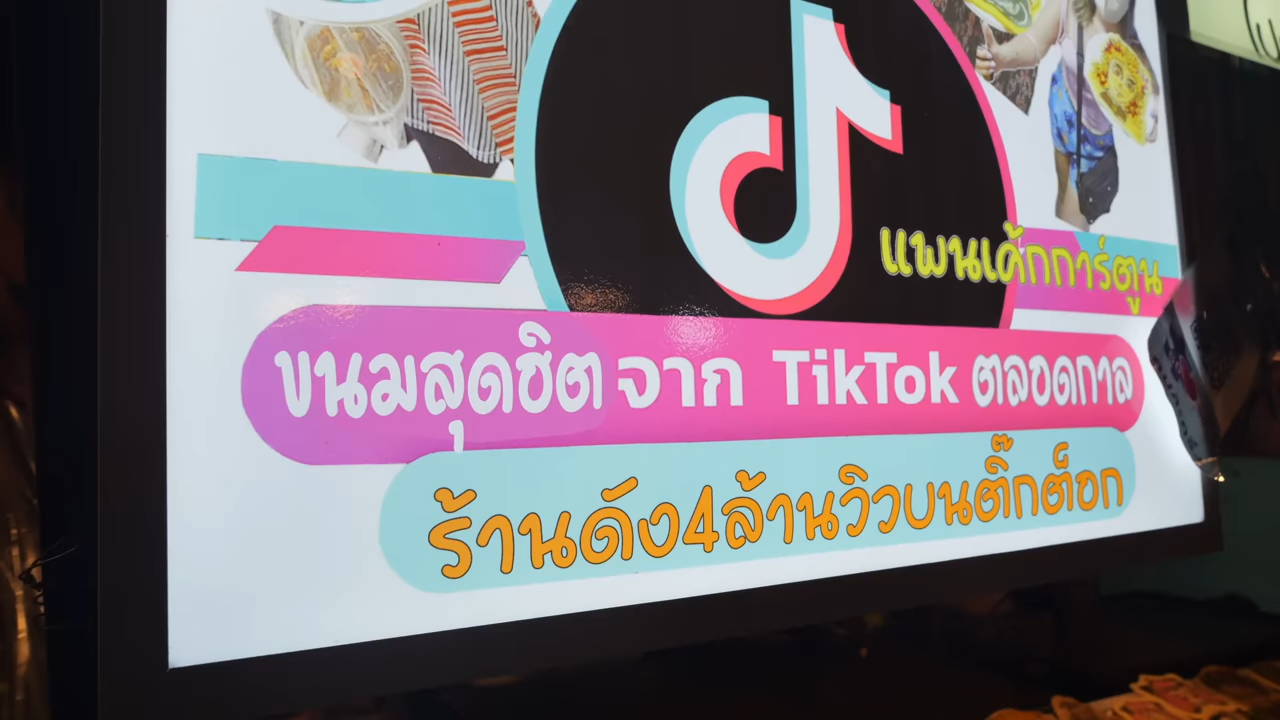 แพนเค้กการ์ตูน
ขนมสุดฮิตจาก TikTok ตลอดกาล
ร้านดัง4ล้านวิวบนติ๊กต็อก